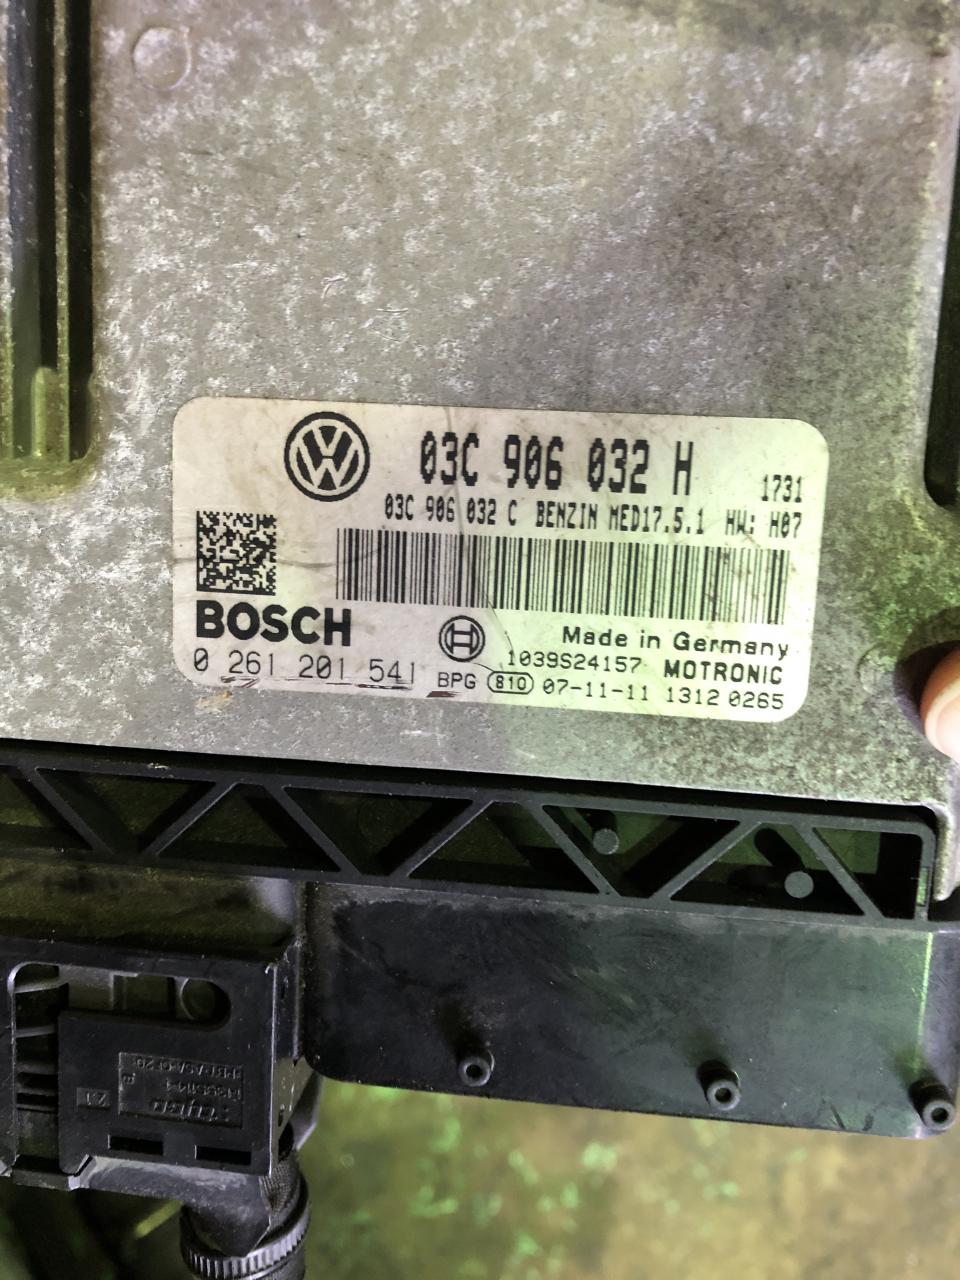 03C 906 032 H 1731
03C 906 032 C BENZIN MED17.5.1 HW: H07
BOSCH
Made in Germany
0 261 201 541
1039S24157 MOTRONIC
BPG 810 07-11-11 1312 0265